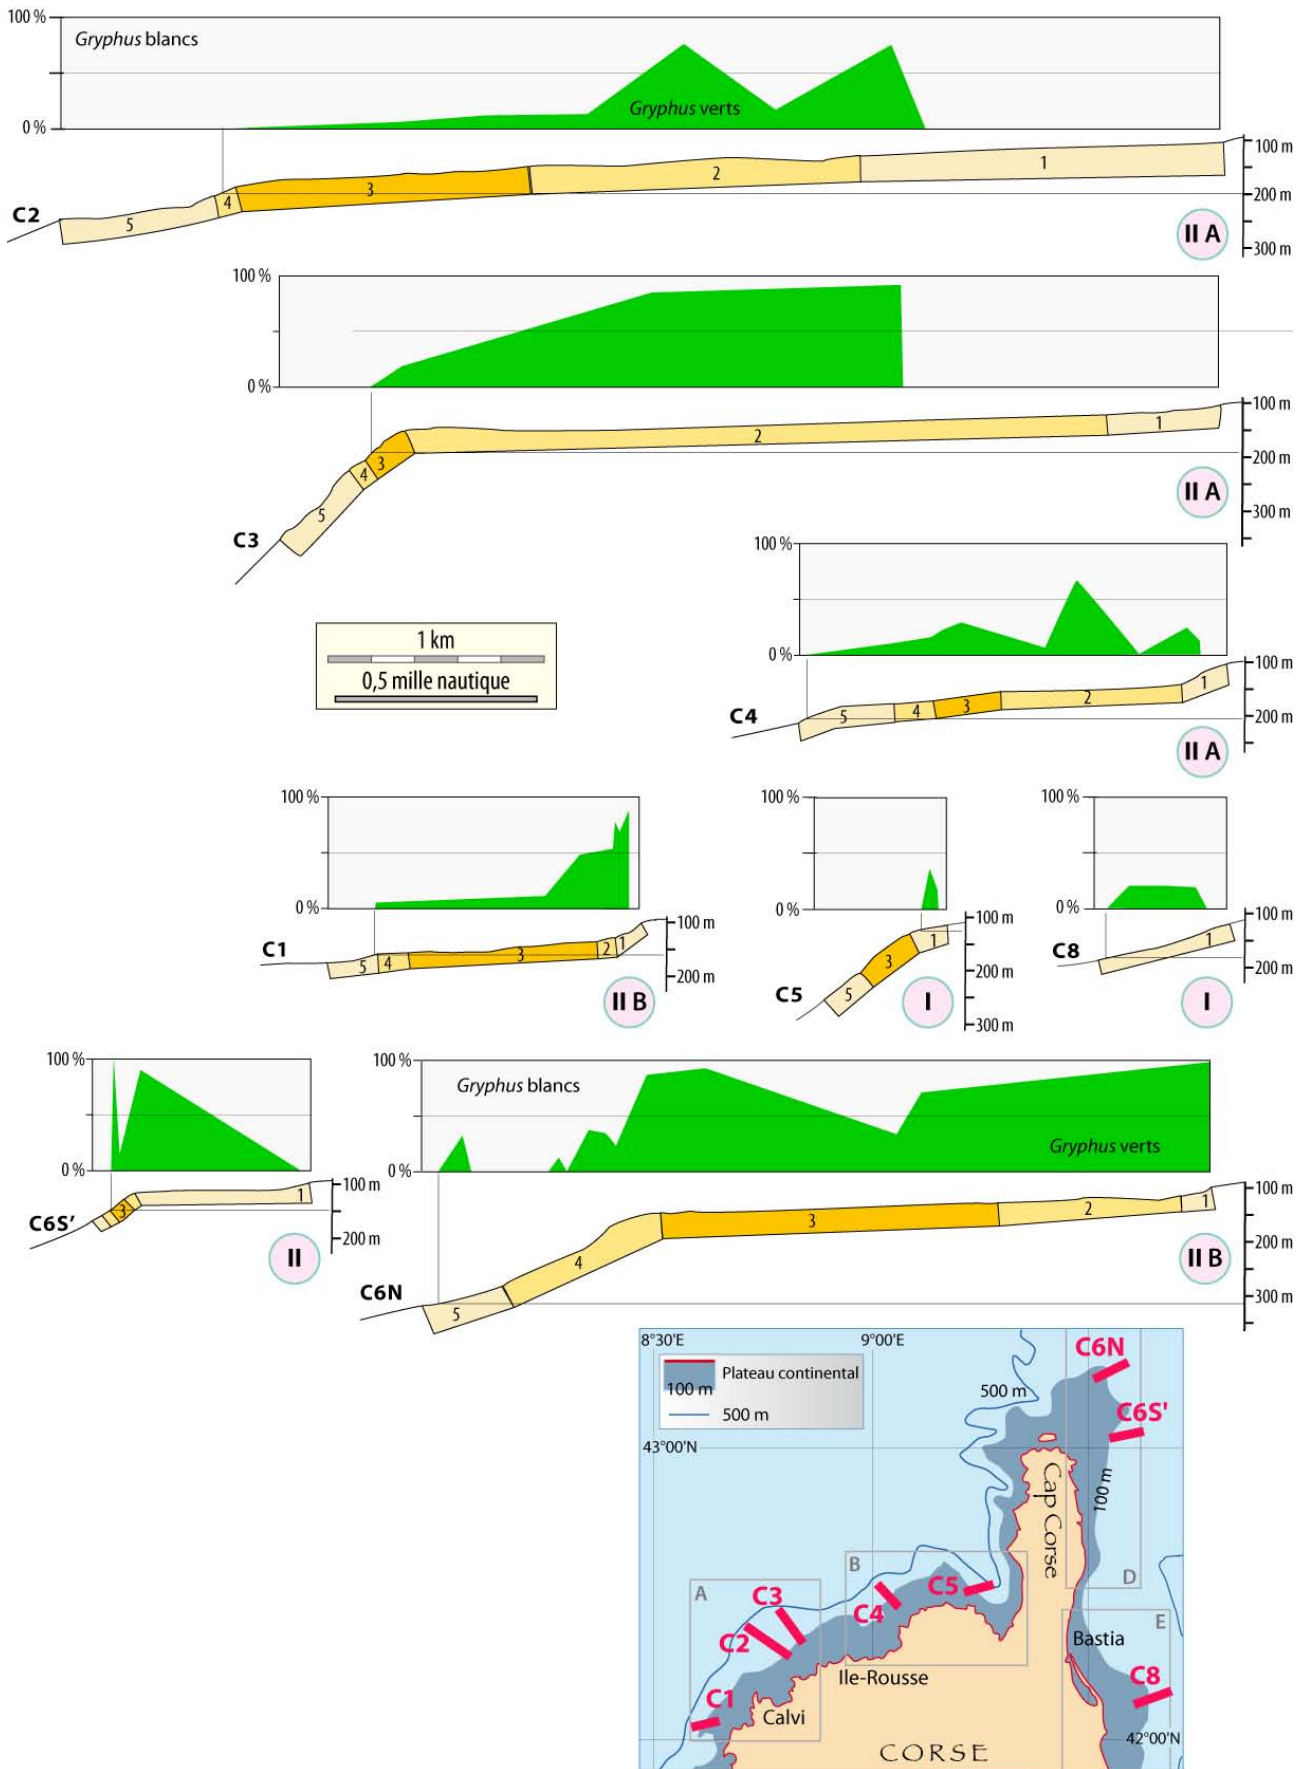 100 %
Gryphus blancs
Gryphus verts
0 %
100 m
1
2
3
4
200 m
C2
5
II A
300 m
100 %
0 %
100 m
1
2
3
200 m
4
II A
5
300 m
C3
100 %
1 km
0,5 mille nautique
0 %
100 m
1
2
3
4
5
C4
200 m
II A
100 %
0 %
100 m
C1
5
4
3
2
1
200 m
II B
100 %
0 %
100 m
1
3
200 m
C5
5
I
300 m
100 %
0 %
100 m
C8
1
200 m
I
100 %
0 %
100 m
1
3
C6S'
200 m
II
100 %
Gryphus blancs
Gryphus verts
0 %
100 m
1
2
3
200 m
4
II B
C6N
300 m
5
8°30'E
9°00'E
C6N
Plateau continental
100 m
500 m
500 m
C6S'
43°00'N
Cap Corse
100 m
B
D
A
C3
C5
C4
C2
E
Bastia
Ile-Rousse
C1
C8
Calvi
42°00'N
CORSE